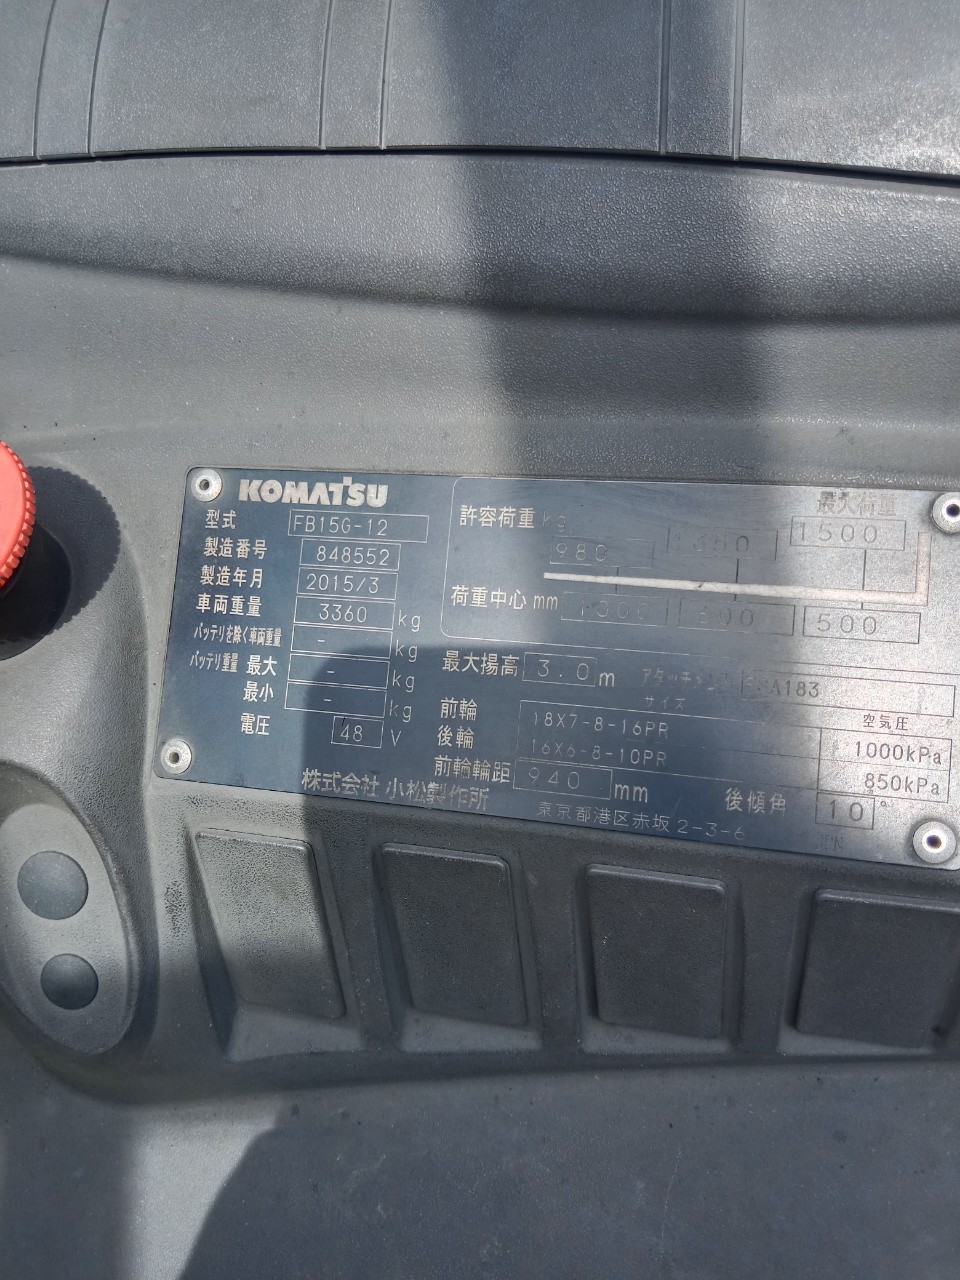 KOMATSU
型式 FB15G-12
製造番号 848552
製造年月 2015/3
車両重量 3360 kg
バッテリを除く車両重量 - kg
バッテリ重量 最大 - kg
最小 - kg
電圧 48 V
最大荷重
許容荷重 kg 980 1500
荷重中心 mm 500
最大揚高 3.0 m
サイズ
空気圧
前輪 18X7-8-16PR 1000kPa
後輪 16X6-8-10PR 850kPa
前輪輪距 940 mm 後傾角 10°
株式会社 小松製作所 東京都港区赤坂2-3-6